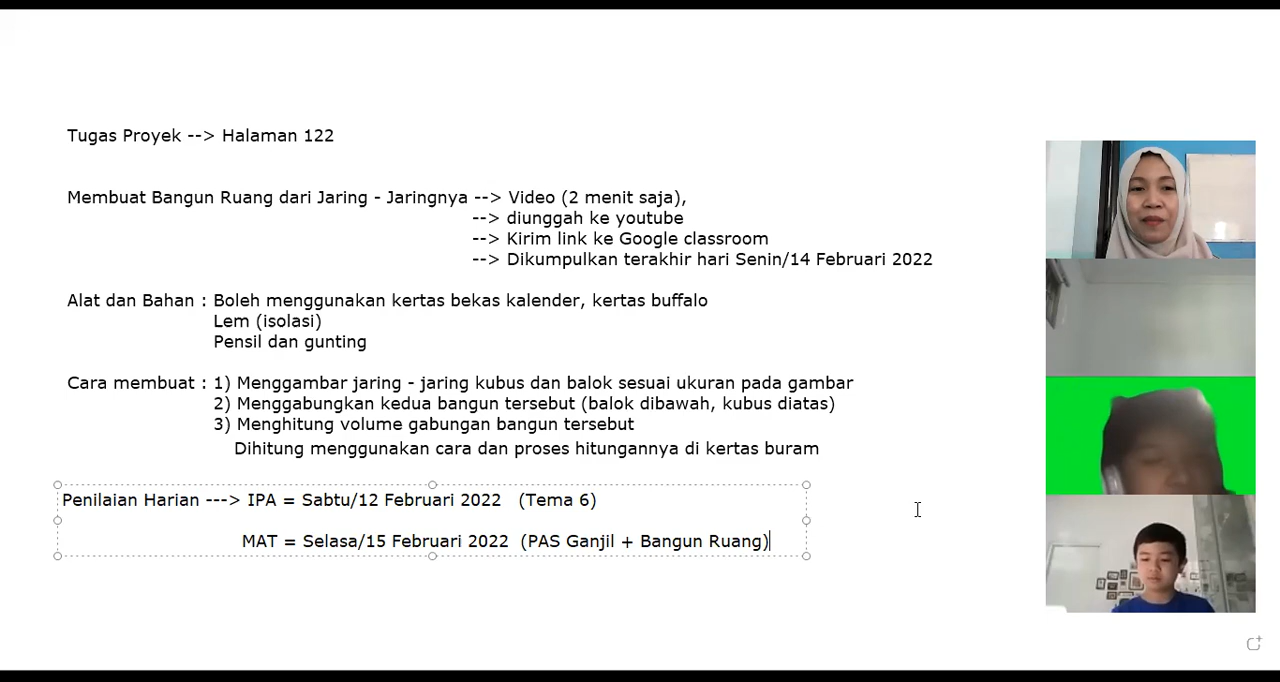 Tugas Proyek --> Halaman 122
Membuat Bangun Ruang dari Jaring - Jaringnya --> Video (2 menit saja),
--> diunggah ke youtube
--> Kirim link ke Google classroom
--> Dikumpulkan terakhir hari Senin/14 Februari 2022
Alat dan Bahan : Boleh menggunakan kertas bekas kalender, kertas buffalo
Lem (isolasi)
Pensil dan gunting
Cara membuat : 1) Menggambar jaring - jaring kubus dan balok sesuai ukuran pada gambar
2) Menggabungkan kedua bangun tersebut (balok dibawah, kubus diatas)
3) Menghitung volume gabungan bangun tersebut
Dihitung menggunakan cara dan proses hitungannya di kertas buram
Penilaian Harian ---> IPA = Sabtu/12 Februari 2022 (Tema 6)
MAT = Selasa/15 Februari 2022 (PAS Ganjil + Bangun Ruang)